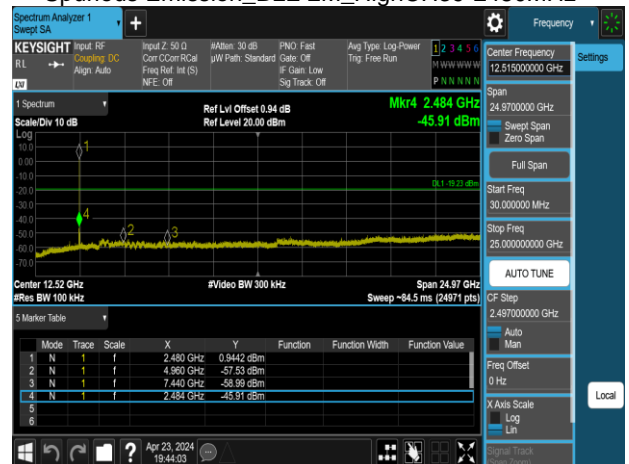 Spectrum Analyzer 1
Swept SA
Frequency
KEYSIGHT
RL
LXI
Input: RF
Coupling: DC
Align: Auto
Input Z: 50 Ω
Corr CCorr RCal
Freq Ref: Int (S)
NFE: Off
#Atten: 30 dB
µW Path: Standard
PNO: Fast
Gate: Off
IF Gain: Low
Sig Track: Off
Avg Type: Log-Power
Trig: Free Run
1 2 3 4 5 6
M W W W W W
P N N N N N
1 Spectrum
Scale/Div 10 dB
Log
Ref Lvl Offset 0.94 dB
Ref Level 20.00 dBm
Mkr4 2.484 GHz
-45.91 dBm
10.0
0.00
-10.0
-20.0
-30.0
-40.0
-50.0
-60.0
-70.0
1
4
2
3
DL1 -19.23 dBm
Center 12.52 GHz
#Res BW 100 kHz
#Video BW 300 kHz
Span 24.97 GHz
Sweep ~84.5 ms (24971 pts)
5 Marker Table
Mode Trace Scale X Y Function Function Width Function Value
1 N 1 f 2.480 GHz 0.9442 dBm
2 N 1 f 4.960 GHz -57.53 dBm
3 N 1 f 7.440 GHz -58.99 dBm
4 N 1 f 2.484 GHz -45.91 dBm
5
6
Apr 23, 2024
19:44:03
Center Frequency
12.515000000 GHz
Settings
Span
24.9700000 GHz
Swept Span
Zero Span
Full Span
Start Freq
30.000000 MHz
Stop Freq
25.000000000 GHz
AUTO TUNE
CF Step
2.497000000 GHz
Auto
Man
Freq Offset
0 Hz
Local
X Axis Scale
Log
Lin
Signal Track